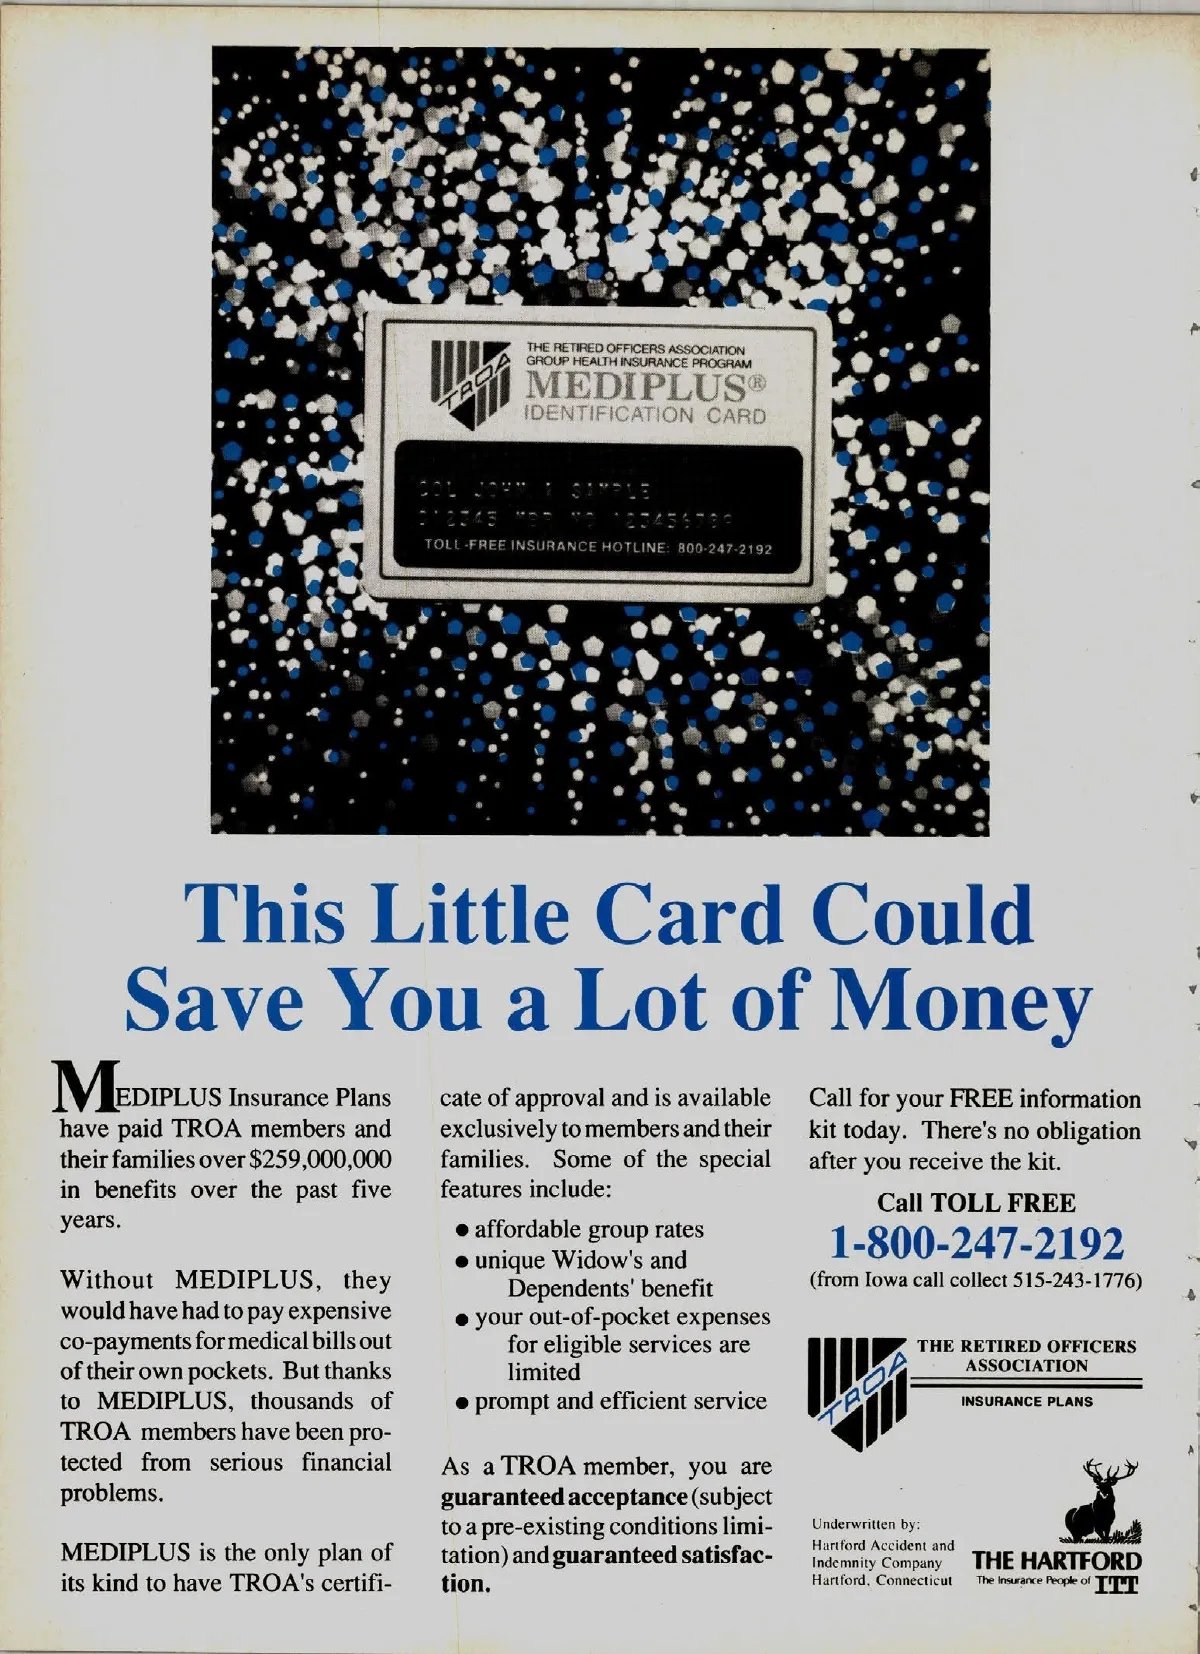 TROA
THE RETIRED OFFICERS ASSOCIATION
GROUP HEALTH INSURANCE PROGRAM
MEDIPLUS®
IDENTIFICATION CARD
COL JOHN SAMPLE
012345 123456789
TOLL-FREE INSURANCE HOTLINE: 800-247-2192
This Little Card Could
Save You a Lot of Money
MEDIPLUS Insurance Plans
have paid TROA members and
their families over $259,000,000
in benefits over the past five
years.
Without MEDIPLUS, they
would have had to pay expensive
co-payments for medical bills out
of their own pockets. But thanks
to MEDIPLUS, thousands of
TROA members have been pro-
tected from serious financial
problems.
MEDIPLUS is the only plan of
its kind to have TROA's certifi-
cate of approval and is available
exclusively to members and their
families. Some of the special
features include:
● affordable group rates
● unique Widow's and
Dependents' benefit
● your out-of-pocket expenses
for eligible services are
limited
● prompt and efficient service
As a TROA member, you are
guaranteed acceptance (subject
to a pre-existing conditions limi-
tation) and guaranteed satisfac-
tion.
Call for your FREE information
kit today. There's no obligation
after you receive the kit.
Call TOLL FREE
1-800-247-2192
(from Iowa call collect 515-243-1776)
TROA
THE RETIRED OFFICERS
ASSOCIATION
INSURANCE PLANS
Underwritten by:
Hartford Accident and
Indemnity Company
Hartford, Connecticut
THE HARTFORD
The Insurance People of ITT